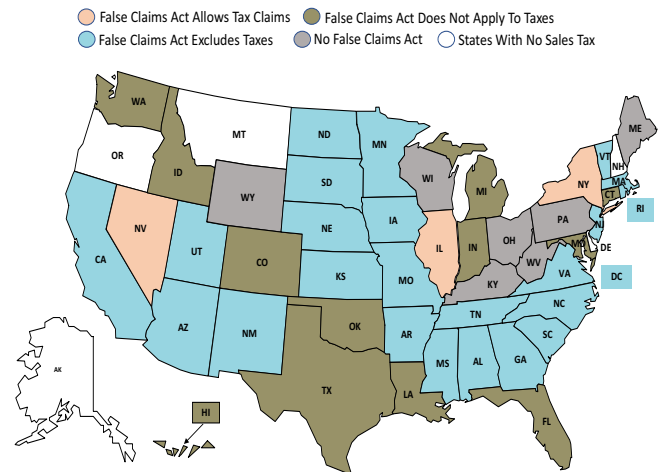 False Claims Act Allows Tax Claims False Claims Act Does Not Apply To Taxes
False Claims Act Excludes Taxes No False Claims Act States With No Sales Tax
WA
ME
MT
ND
MN
VT
NH
OR
ID
WI
NY
MA
SD
MI
CT
WY
RI
IA
PA
NJ
NE
NV
IL
IN
OH
MD
DE
UT
CA
CO
KS
MO
WV
VA
DC
KY
NC
TN
AZ
NM
OK
AR
SC
MS
AL
GA
AK
TX
LA
HI
FL